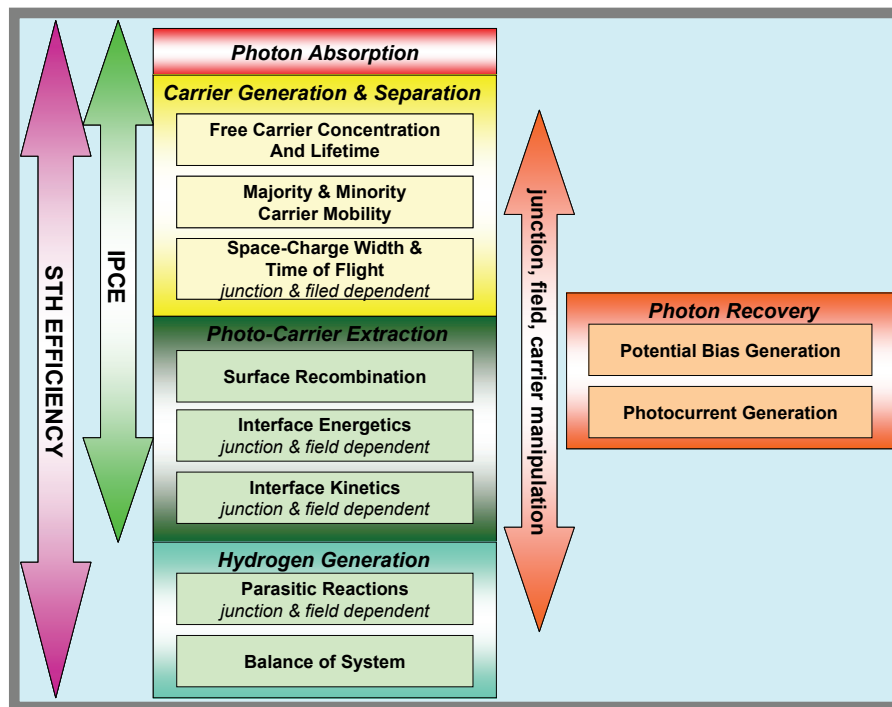 STH EFFICIENCY
IPCE
Photon Absorption
Carrier Generation & Separation
Free Carrier Concentration
And Lifetime
Majority & Minority
Carrier Mobility
Space-Charge Width &
Time of Flight
junction & filed dependent
Photo-Carrier Extraction
Surface Recombination
Interface Energetics
junction & field dependent
Interface Kinetics
junction & field dependent
Hydrogen Generation
Parasitic Reactions
junction & field dependent
Balance of System
junction, field, carrier manipulation
Photon Recovery
Potential Bias Generation
Photocurrent Generation